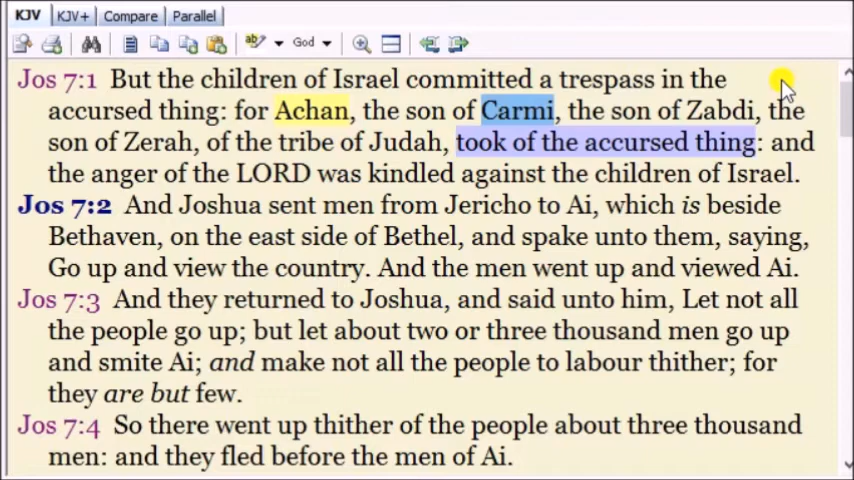 KJV KJV+ Compare Parallel
God
Jos 7:1 But the children of Israel committed a trespass in the
accursed thing: for Achan, the son of Carmi, the son of Zabdi, the
son of Zerah, of the tribe of Judah, took of the accursed thing: and
the anger of the LORD was kindled against the children of Israel.
Jos 7:2 And Joshua sent men from Jericho to Ai, which is beside
Bethaven, on the east side of Bethel, and spake unto them, saying,
Go up and view the country. And the men went up and viewed Ai.
Jos 7:3 And they returned to Joshua, and said unto him, Let not all
the people go up; but let about two or three thousand men go up
and smite Ai; and make not all the people to labour thither; for
they are but few.
Jos 7:4 So there went up thither of the people about three thousand
men: and they fled before the men of Ai.